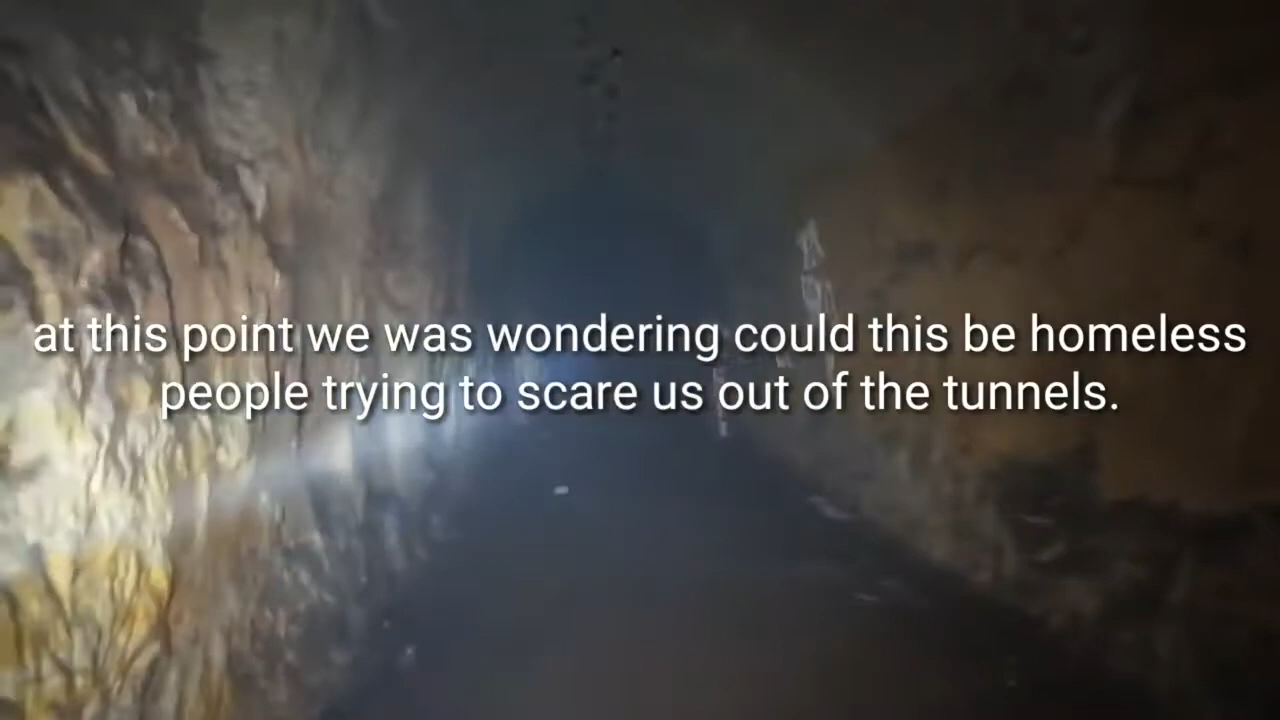 at this point we was wondering could this be homeless
people trying to scare us out of the tunnels.